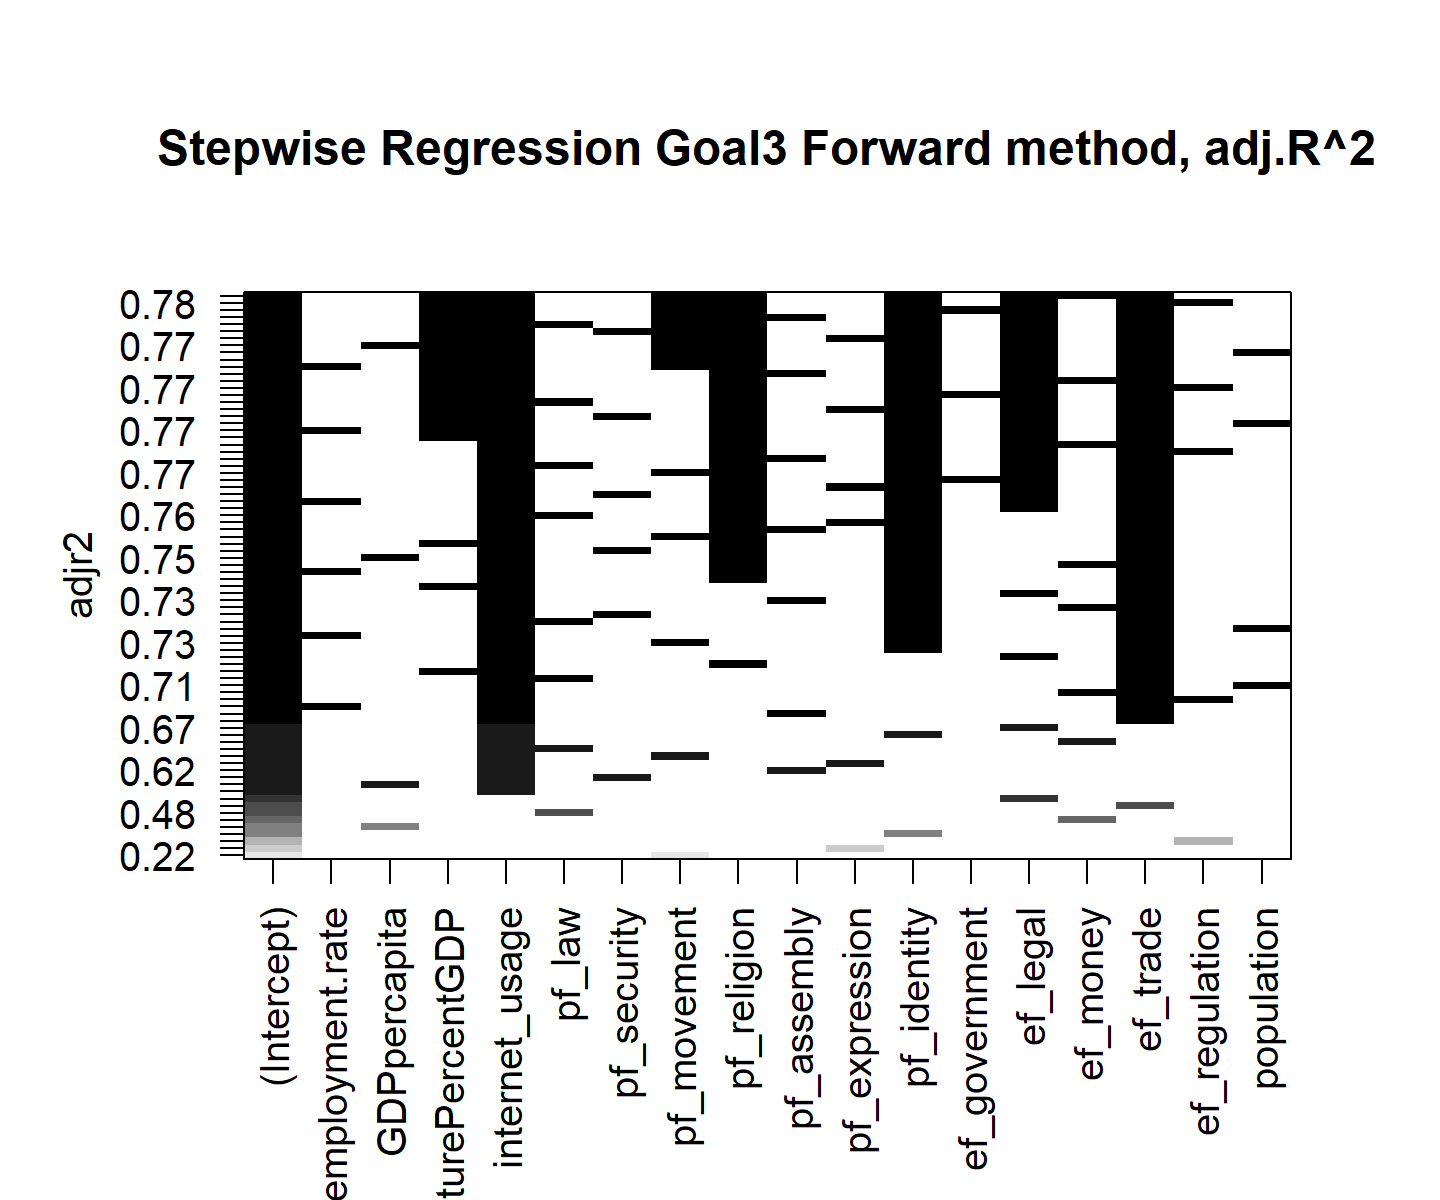 Stepwise Regression Goal3 Forward method, adj.R^2
adjr2
0.78
0.77
0.77
0.77
0.77
0.76
0.75
0.73
0.73
0.71
0.67
0.62
0.48
0.22
(Intercept)
employment.rate
GDPpercapita
turePercentGDP
internet_usage
pf_law
pf_security
pf_movement
pf_religion
pf_assembly
pf_expression
pf_identity
ef_government
ef_legal
ef_money
ef_trade
ef_regulation
population